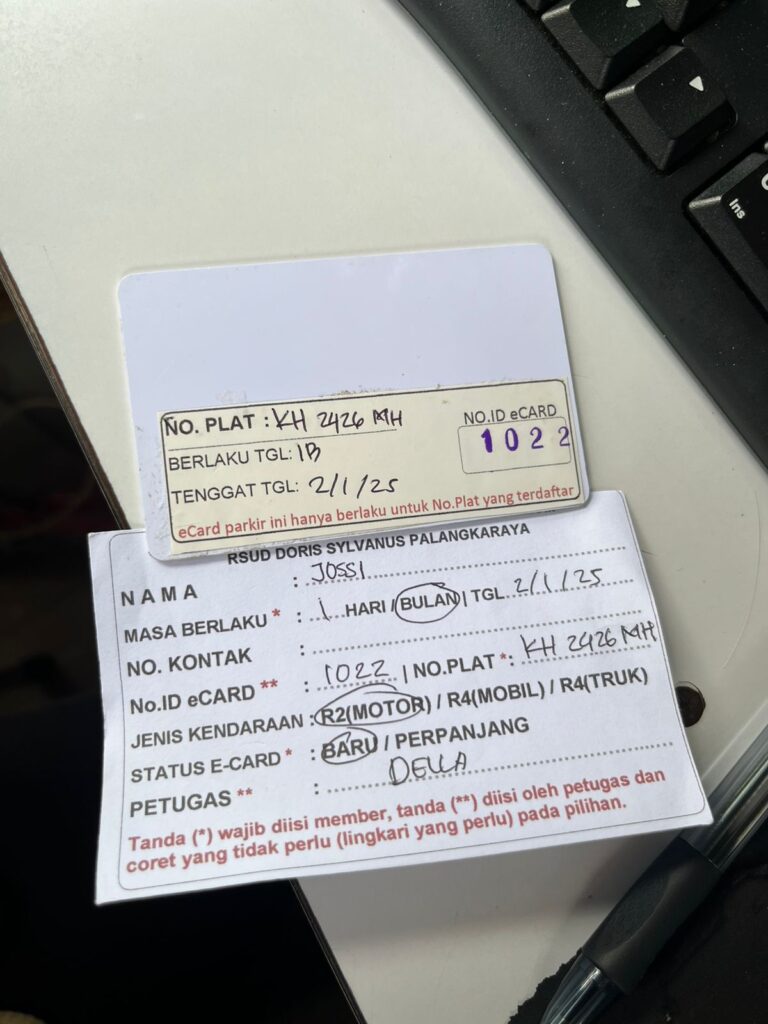 NO. PLAT : KH 2426 MH
NO.ID eCARD
1022
BERLAKU TGL: 1B
TENGGAT TGL: 2/1/25
eCard parkir ini hanya berlaku untuk No.Plat yang terdaftar
RSUD DORIS SYLVANUS PALANGKARAYA
NAMA : JOSSI
MASA BERLAKU * : 1 HARI / BULAN | TGL 2/1/25
NO. KONTAK :
No.ID eCARD ** : 1022 | NO.PLAT *: KH 2426 MH
JENIS KENDARAAN : R2(MOTOR) / R4(MOBIL) / R4(TRUK)
STATUS E-CARD * : BARU / PERPANJANG
PETUGAS ** : DELLA
Tanda (*) wajib diisi member, tanda (**) diisi oleh petugas dan
coret yang tidak perlu (lingkari yang perlu) pada pilihan.
Ins